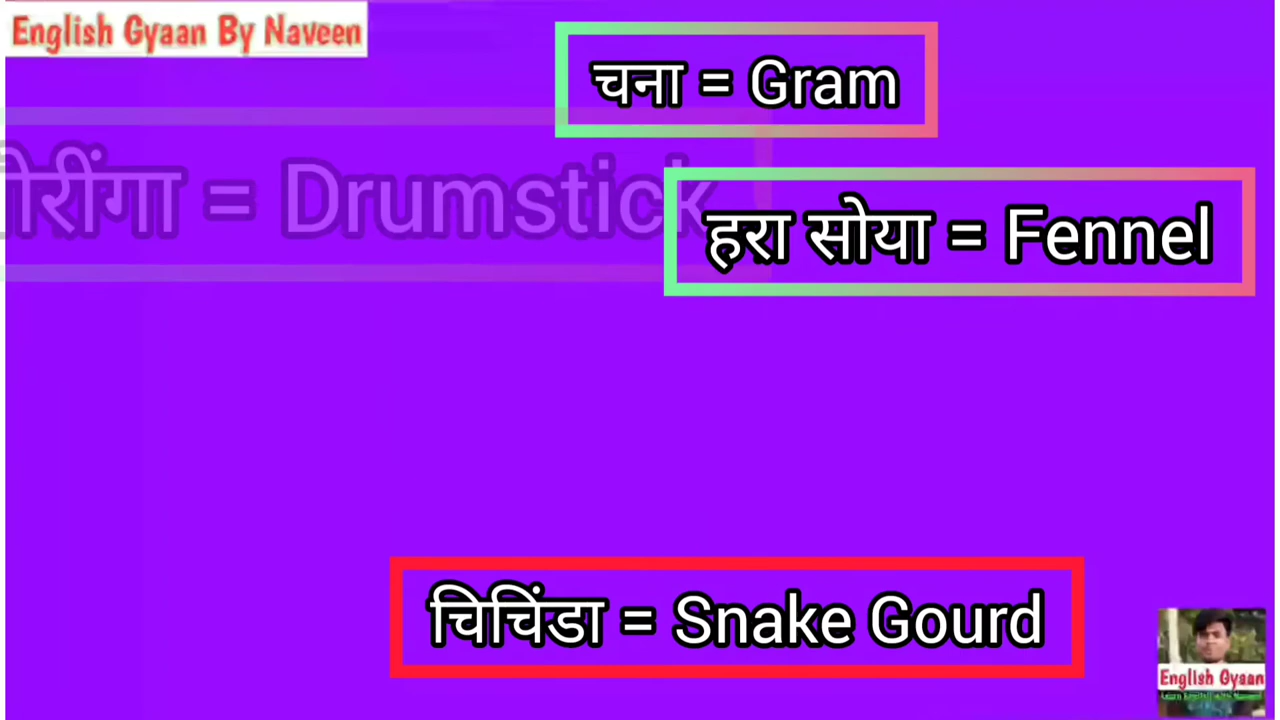 English Gyaan By Naveen
चना = Gram
= Drumstick
हरा सोया = Fennel
चिचिंडा = Snake Gourd
English Gyaan